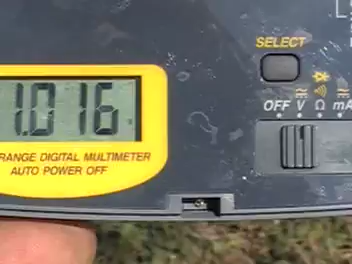 L
SELECT
1.016
OFF V Ω mA
RANGE DIGITAL MULTIMETER
AUTO POWER OFF